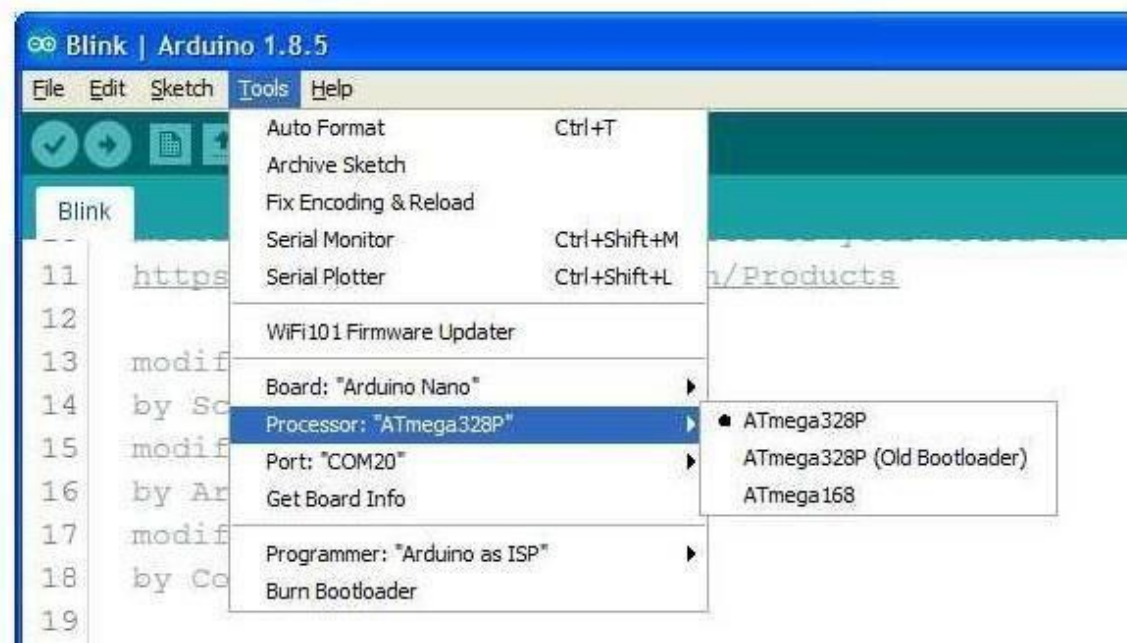 Blink | Arduino 1.8.5
File Edit Sketch Tools Help
Auto Format Ctrl+T
Archive Sketch
Fix Encoding & Reload
Serial Monitor Ctrl+Shift+M
Serial Plotter Ctrl+Shift+L
WiFi101 Firmware Updater
Board: "Arduino Nano"
Processor: "ATmega328P"
Port: "COM20"
Get Board Info
Programmer: "Arduino as ISP"
Burn Bootloader
ATmega328P
ATmega328P (Old Bootloader)
ATmega168
Blink
11 https /Products
12
13 modif
14 by Sc
15 modif
16 by Ar
17 modif
18 by Co
19